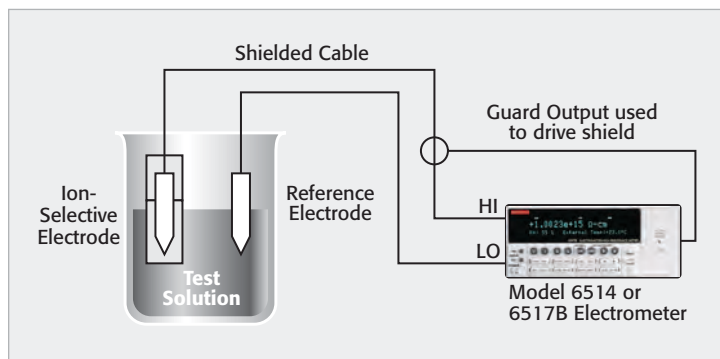 Shielded Cable
Guard Output used
to drive shield
Ion-
Selective
Electrode
Reference
Electrode
HI
LO
Test
Solution
Model 6514 or
6517B Electrometer